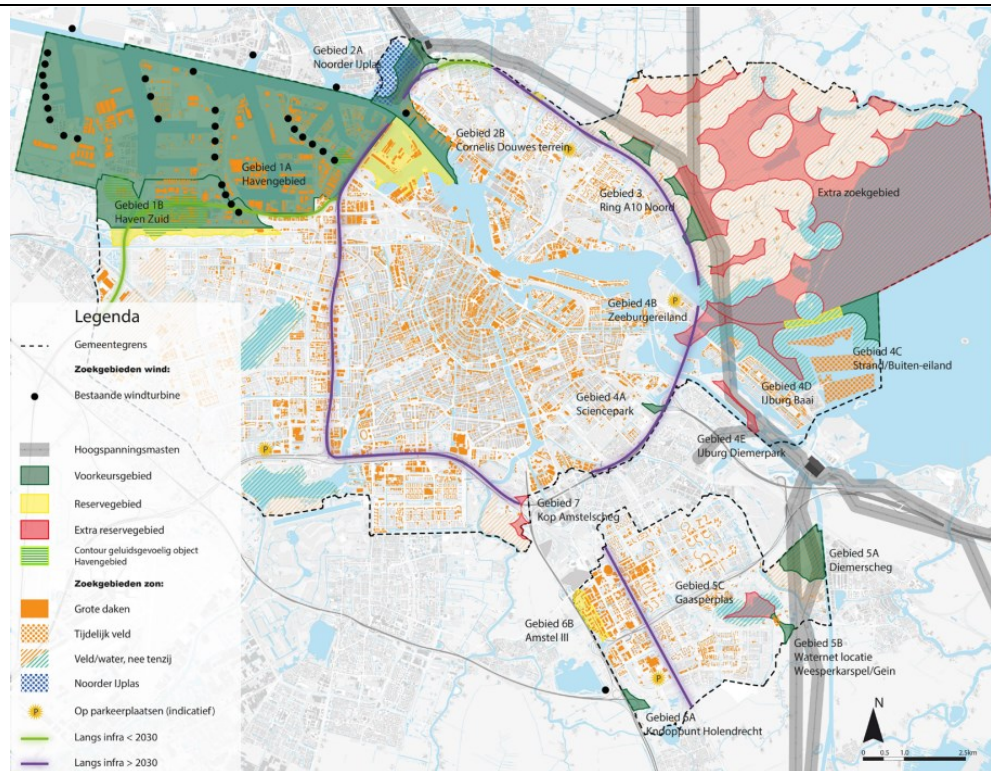 Gebied 2A
Noorder IJplas
Gebied 2B
Cornelis Douwes terrein
Gebied 1A
Havengebied
Gebied 1B
Haven Zuid
Gebied 3
Ring A10 Noord
Extra zoekgebied
Gebied 4B
Zeeburgereiland
P
Gebied 4C
Strand/Buiten-eiland
Gebied 4D
IJburg Baai
Gebied 4A
Sciencepark
Gebied 4E
IJburg Diemerpark
P
Gebied 7
Kop Amstelscheg
Gebied 5A
Diemerscheg
Gebied 5C
Gaasperplas
Gebied 6B
Amstel III
Gebied 5B
Waternet locatie
Weesperkarspel/Gein
P
Gebied 6A
Knooppunt Holendrecht
Legenda
Gemeentegrens
Zoekgebieden wind:
Bestaande windturbine
Hoogspanningsmasten
Voorkeursgebied
Reservegebied
Extra reservegebied
Contour geluidsgevoelig object
Havengebied
Zoekgebieden zon:
Grote daken
Tijdelijk veld
Veld/water, nee tenzij
Noorder IJplas
P Op parkeerplaatsen (indicatief)
Langs infra < 2030
Langs infra > 2030
N
0 0.5 1.0 2.5km